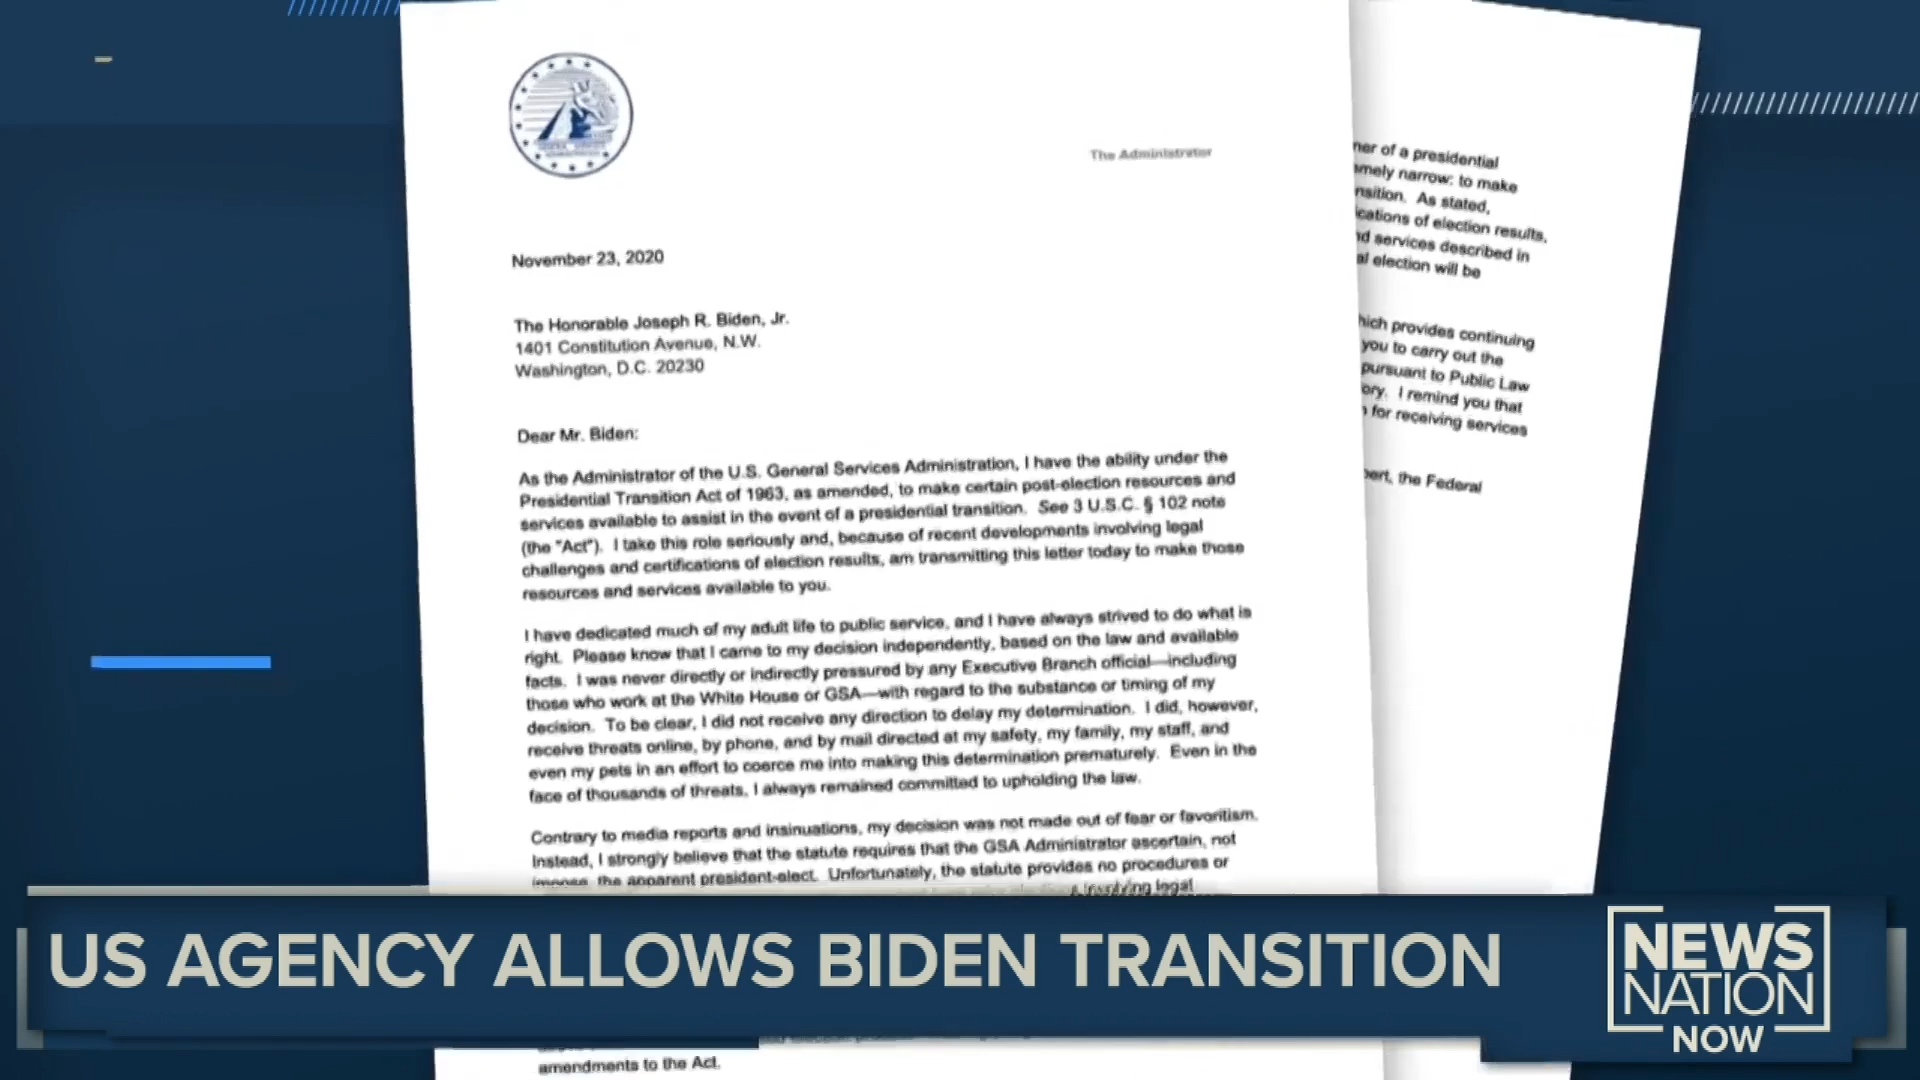 The Administrator
November 23, 2020
The Honorable Joseph R. Biden, Jr.
1401 Constitution Avenue, N.W.
Washington, D.C. 20230
Dear Mr. Biden:
As the Administrator of the U.S. General Services Administration, I have the ability under the
Presidential Transition Act of 1963, as amended, to make certain post-election resources and
services available to assist in the event of a presidential transition. See 3 U.S.C. § 102 note
(the "Act"). I take this role seriously and, because of recent developments involving legal
challenges and certifications of election results, am transmitting this letter today to make those
resources and services available to you.
I have dedicated much of my adult life to public service, and I have always strived to do what is
right. Please know that I came to my decision independently, based on the law and available
facts. I was never directly or indirectly pressured by any Executive Branch official—including
those who work at the White House or GSA—with regard to the substance or timing of my
decision. To be clear, I did not receive any direction to delay my determination. I did, however,
receive threats online, by phone, and by mail directed at my safety, my family, my staff, and
even my pets in an effort to coerce me into making this determination prematurely. Even in the
face of thousands of threats, I always remained committed to upholding the law.
Contrary to media reports and insinuations, my decision was not made out of fear or favoritism.
Instead, I strongly believe that the statute requires that the GSA Administrator ascertain, not
impose, the apparent president-elect. Unfortunately, the statute provides no procedures or
involving legal
amendments to the Act.
ner of a presidential
mely narrow: to make
nsition. As stated,
ications of election results,
nd services described in
al election will be
hich provides continuing
you to carry out the
pursuant to Public Law
ory. I remind you that
for receiving services
pert, the Federal
US AGENCY ALLOWS BIDEN TRANSITION
NEWS
NATION
NOW